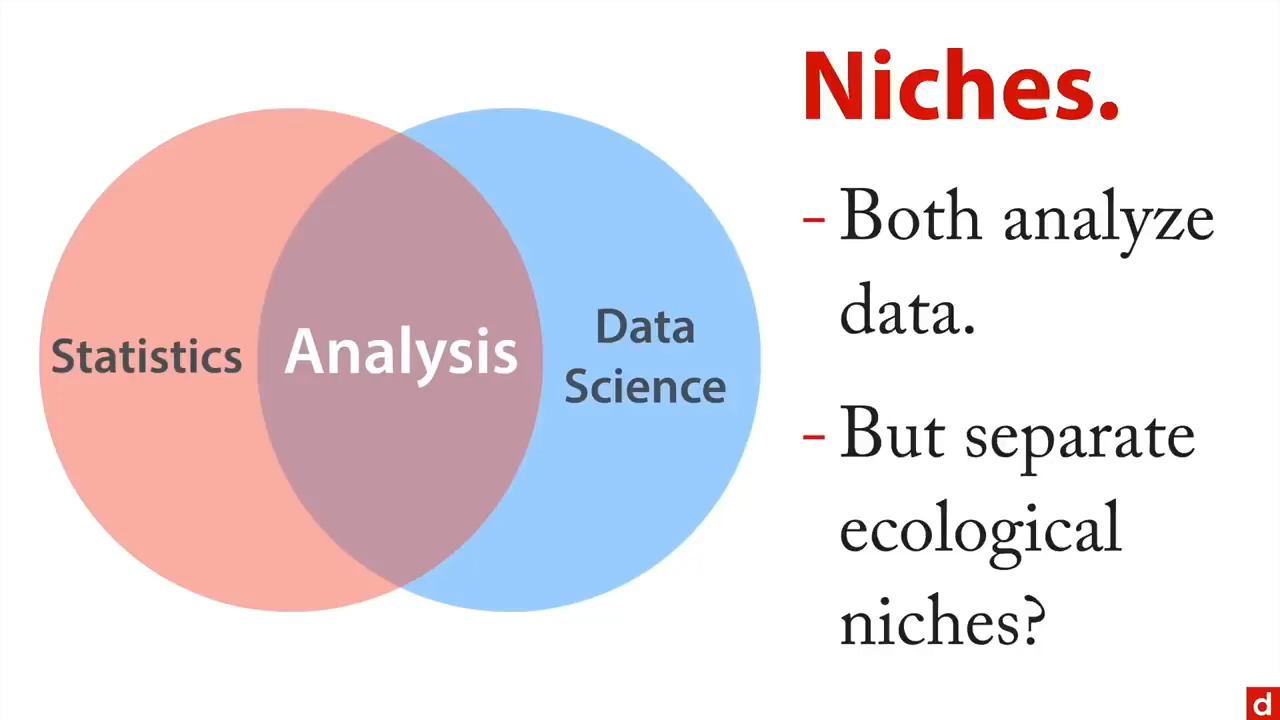 Niches.
Statistics
Analysis
Data
Science
- Both analyze
data.
- But separate
ecological
niches?
d